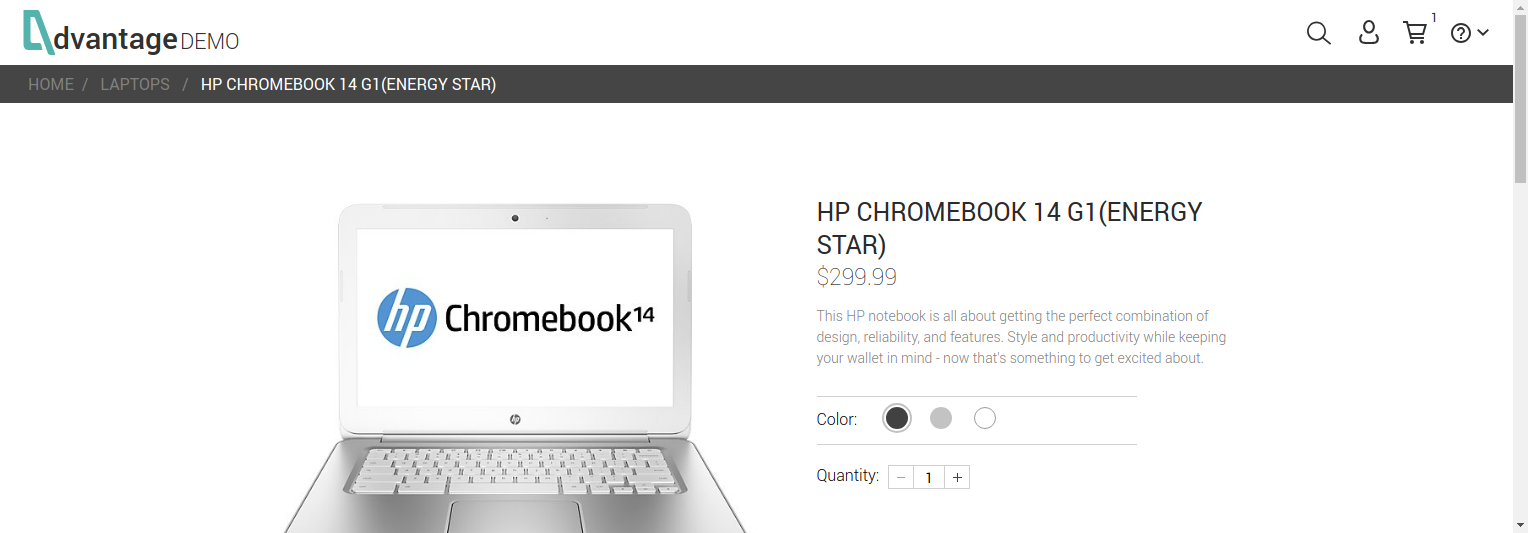 dvantage DEMO
1
HOME / LAPTOPS / HP CHROMEBOOK 14 G1(ENERGY STAR)
HP CHROMEBOOK 14 G1(ENERGY
STAR)
$299.99
This HP notebook is all about getting the perfect combination of
design, reliability, and features. Style and productivity while keeping
your wallet in mind - now that's something to get excited about.
hp Chromebook14
hp
Color:
Quantity: − 1 +